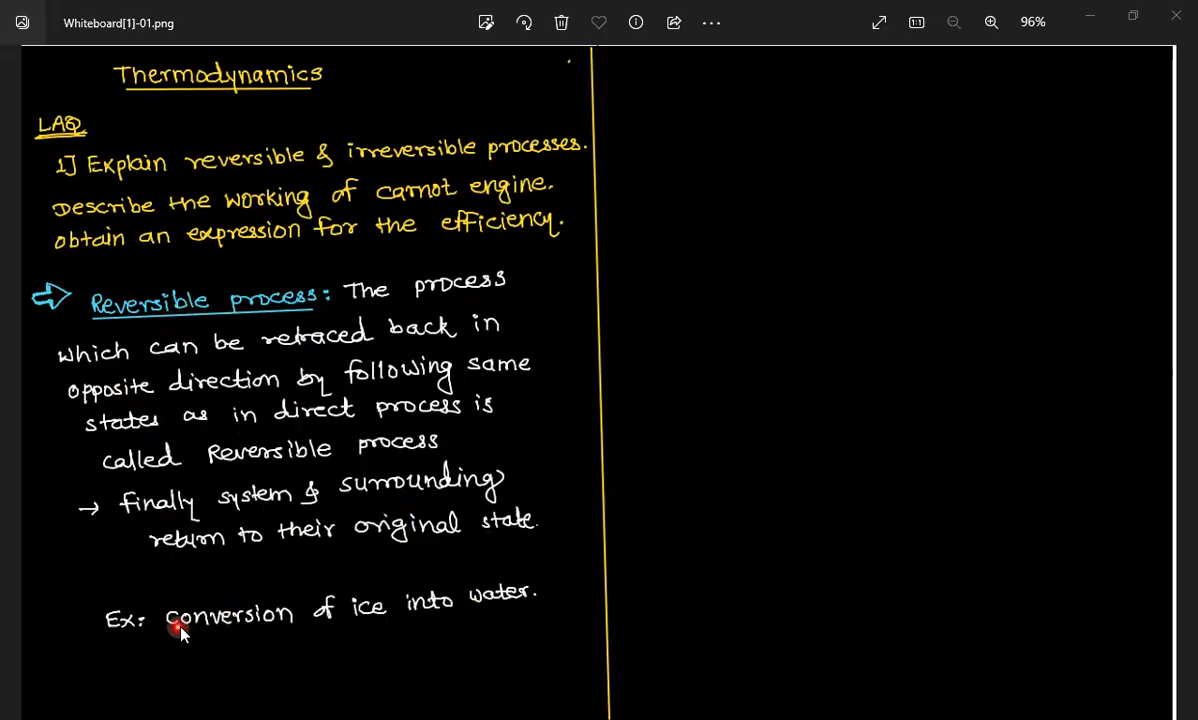 Whiteboard[1]-01.png
96%
Thermodynamics
LAQ
1] Explain reversible & irreversible processes.
Describe the working of carnot engine.
obtain an expression for the efficiency.
Reversible process: The process
which can be retraced back in
opposite direction by following same
states as in direct process is
called Reversible process
→ finally system & surrounding
return to their original state.
Ex: conversion of ice into water.